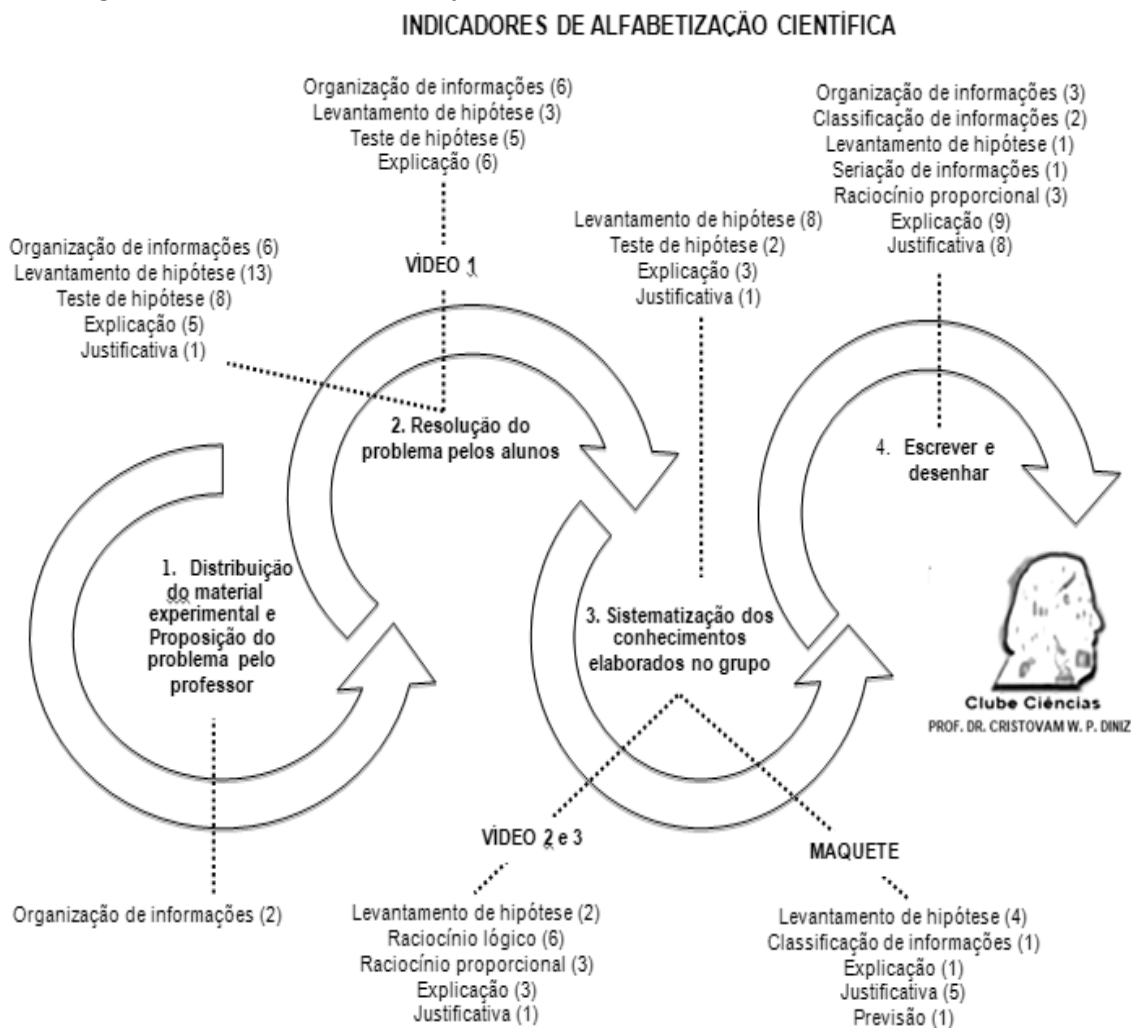 INDICADORES DE ALFABETIZAÇÃO CIENTÍFICA
Organização de informações (6)
Levantamento de hipótese (3)
Teste de hipótese (5)
Explicação (6)
VÍDEO 1
Organização de informações (3)
Classificação de informações (2)
Levantamento de hipótese (1)
Seriação de informações (1)
Raciocínio proporcional (3)
Explicação (9)
Justificativa (8)
Organização de informações (6)
Levantamento de hipótese (13)
Teste de hipótese (8)
Explicação (5)
Justificativa (1)
Levantamento de hipótese (8)
Teste de hipótese (2)
Explicação (3)
Justificativa (1)
1. Distribuição
do material
experimental e
Proposição do
problema pelo
professor
2. Resolução do
problema pelos alunos
3. Sistematização dos
conhecimentos
elaborados no grupo
4. Escrever e
desenhar
Clube Ciências
PROF. DR. CRISTOVAM W. P. DINIZ
Organização de informações (2)
VÍDEO 2 e 3
Levantamento de hipótese (2)
Raciocínio lógico (6)
Raciocínio proporcional (3)
Explicação (3)
Justificativa (1)
MAQUETE
Levantamento de hipótese (4)
Classificação de informações (1)
Explicação (1)
Justificativa (5)
Previsão (1)